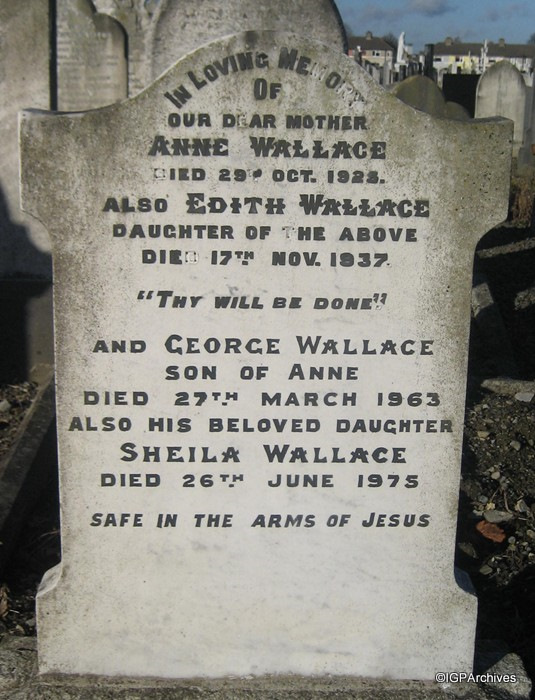 In Loving Memory
Of
OUR DEAR MOTHER
ANNE WALLACE
DIED 29th OCT. 1928.
ALSO EDITH WALLACE
DAUGHTER OF THE ABOVE
DIED 17TH NOV. 1937.
"THY WILL BE DONE"
AND GEORGE WALLACE
SON OF ANNE
DIED 27TH MARCH 1963
ALSO HIS BELOVED DAUGHTER
SHEILA WALLACE
DIED 26TH JUNE 1975
SAFE IN THE ARMS OF JESUS
©IGPArchives